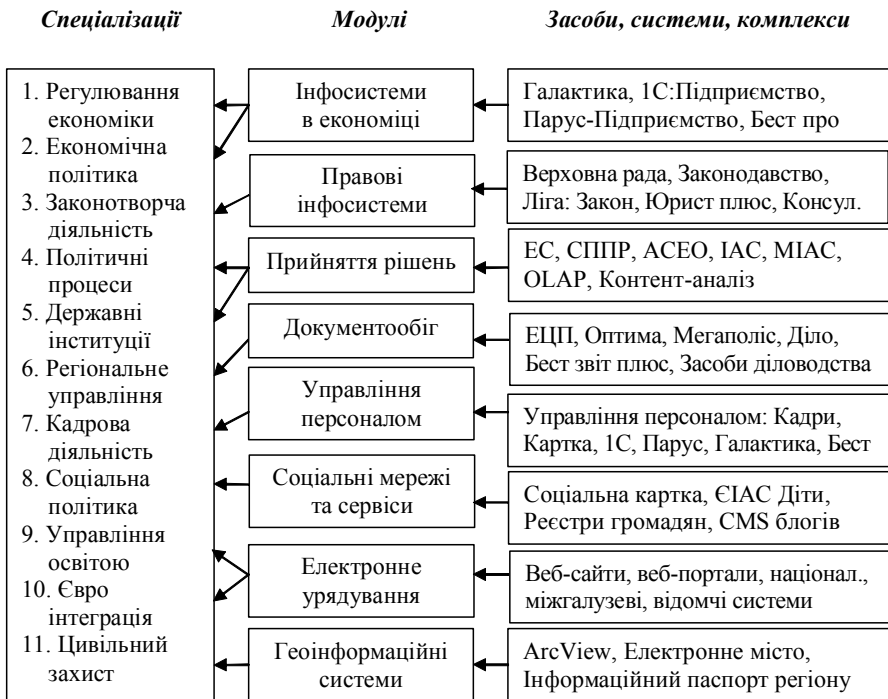 Спеціалізації
Модулі
Засоби, системи, комплекси
1. Регулювання
економіки
2. Економічна
політика
3. Законотворча
діяльність
4. Політичні
процеси
5. Державні
інституції
6. Регіональне
управління
7. Кадрова
діяльність
8. Соціальна
політика
9. Управління
освітою
10. Євро
інтеграція
11. Цивільний
захист
Інфосистеми
в економіці
Правові
інфосистеми
Прийняття рішень
Документообіг
Управління
персоналом
Соціальні мережі
та сервіси
Електронне
урядування
Геоінформаційні
системи
Галактика, 1С:Підприємство,
Парус-Підприємство, Бест про
Верховна рада, Законодавство,
Ліга: Закон, Юрист плюс, Консул.
ЕС, СППР, АСЕО, ІАС, МІАС,
OLAP, Контент-аналіз
ЕЦП, Оптима, Мегаполіс, Діло,
Бест звіт плюс, Засоби діловодства
Управління персоналом: Кадри,
Картка, 1С, Парус, Галактика, Бест
Соціальна картка, ЄІАС Діти,
Реєстри громадян, CMS блогів
Веб-сайти, веб-портали, націонал.,
міжгалузеві, відомчі системи
ArcView, Електронне місто,
Інформаційний паспорт регіону